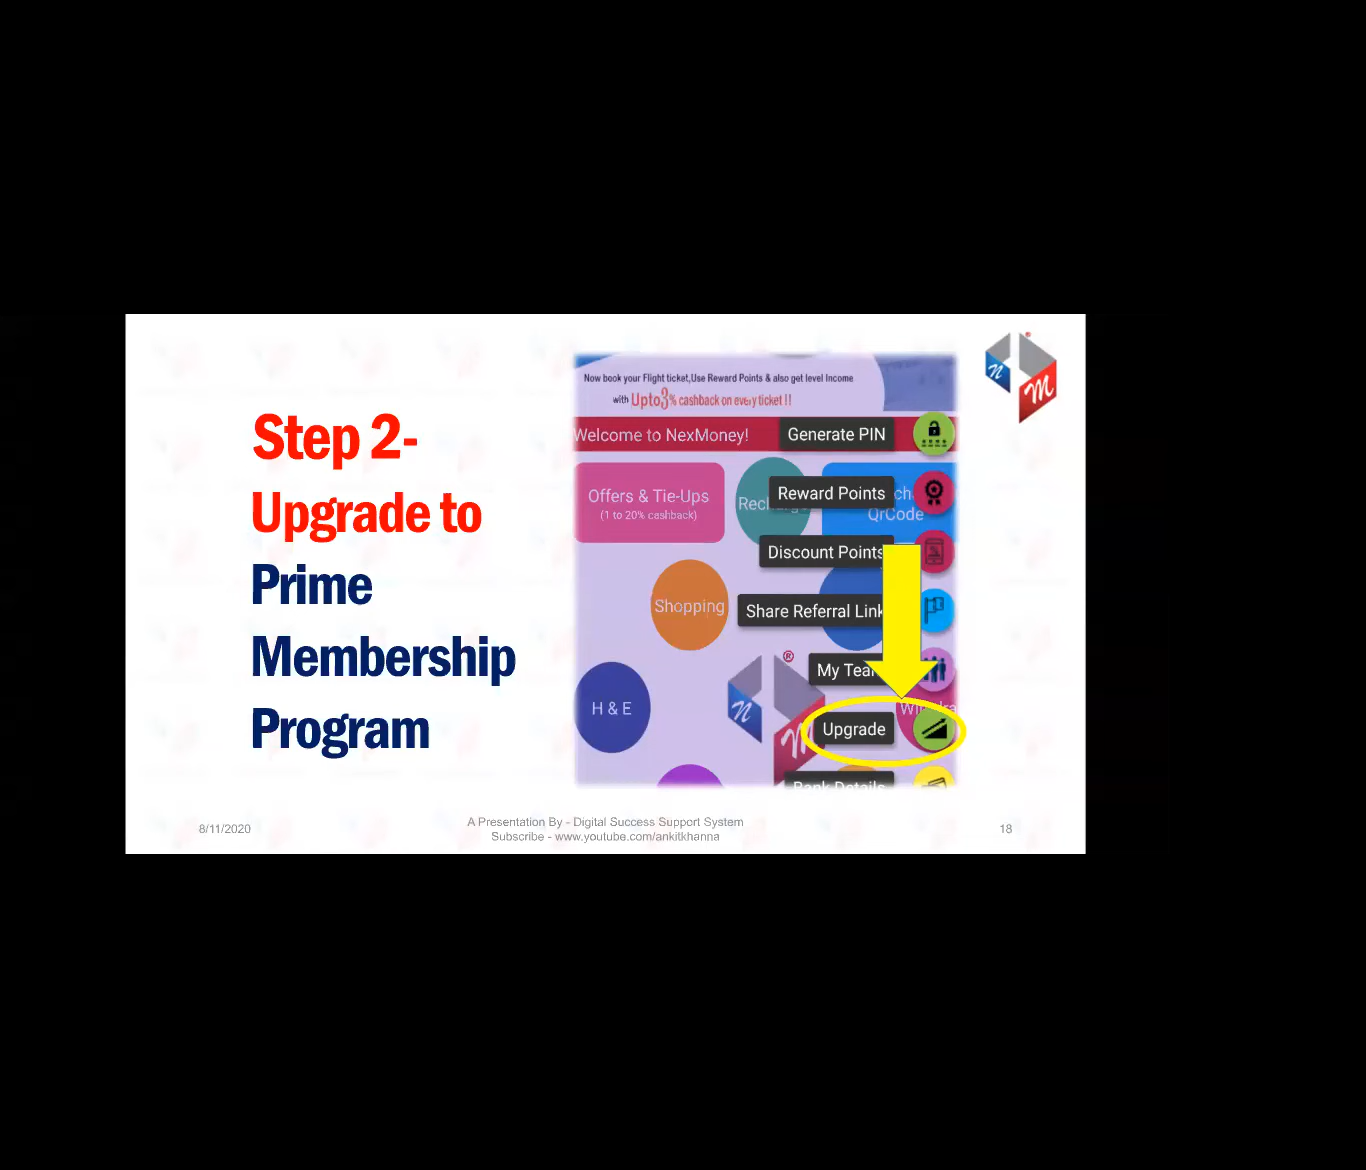 Step 2-
Upgrade to
Prime
Membership
Program
Now book your Flight ticket,Use Reward Points & also get level Income
with Upto3% cashback on every ticket !!
Welcome to NexMoney!
Generate PIN
Offers & Tie-Ups
(1 to 20% cashback)
Reward Points
QrCode
Discount Points
Shopping
Share Referral Link
My Team
H & E
Upgrade
Bank Details
n
m
®
8/11/2020
A Presentation By - Digital Success Support System
Subscribe - www.youtube.com/ankitkhanna
18